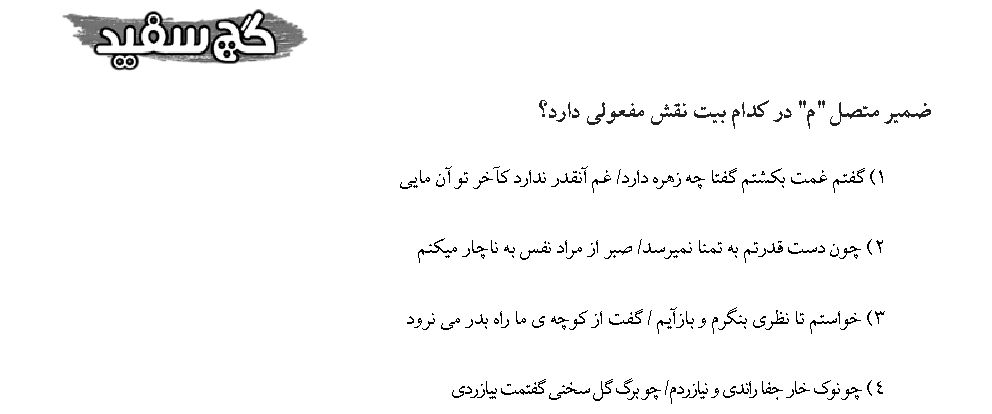 گچ سفید
ضمیر متصل "م" در کدام بیت نقش مفعولی دارد؟
۱) گفتم غمت بکشتم گفتا چه زهره دارد/ غم آنقدر ندارد کآخر تو آن مایی
۲) چون دست قدرتم به تمنا نمیرسد/ صبر از مراد نفس به ناچار میکنم
۳) خواستم تا نظری بنگرم و بازآیم / گفت از کوچه ی ما راه بدر می نرود
۴) چو نوک خار جفا راندی و نیازردم/ چو برگ گل سخنی گفتمت بیازردی